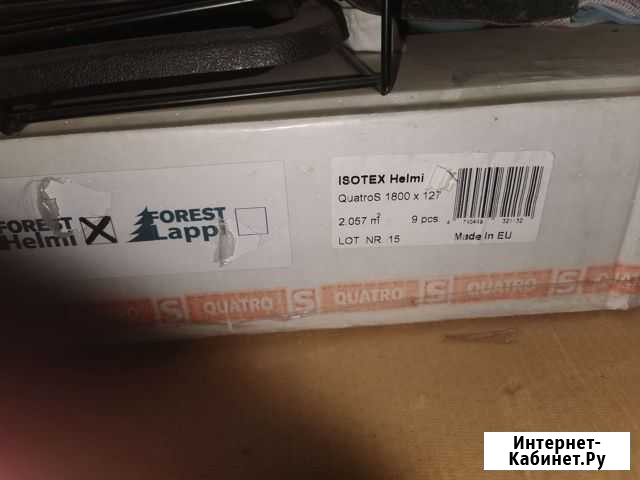 FOREST
Helmi
FOREST
Lappi
ISOTEX Helmi
QuatroS 1800 x 127
2.057 m²
9 pcs.
LOT NR. 15
Made in EU
QUATRO S QUATRO S QUATRO S QUATRO S
Интернет-
Кабинет.Ру